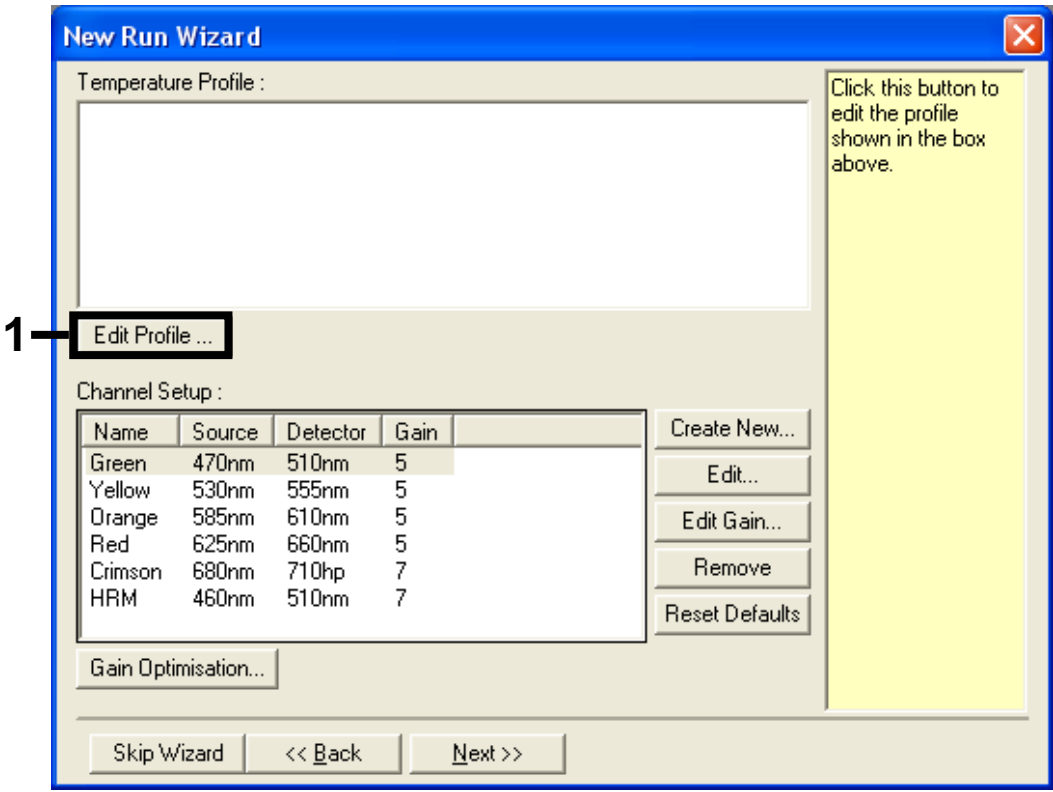 New Run Wizard
Temperature Profile :
Click this button to
edit the profile
shown in the box
above.
1
Edit Profile ...
Channel Setup :
Name Source Detector Gain
Green 470nm 510nm 5
Yellow 530nm 555nm 5
Orange 585nm 610nm 5
Red 625nm 660nm 5
Crimson 680nm 710hp 7
HRM 460nm 510nm 7
Create New...
Edit...
Edit Gain...
Remove
Reset Defaults
Gain Optimisation...
Skip Wizard
<< Back
Next >>